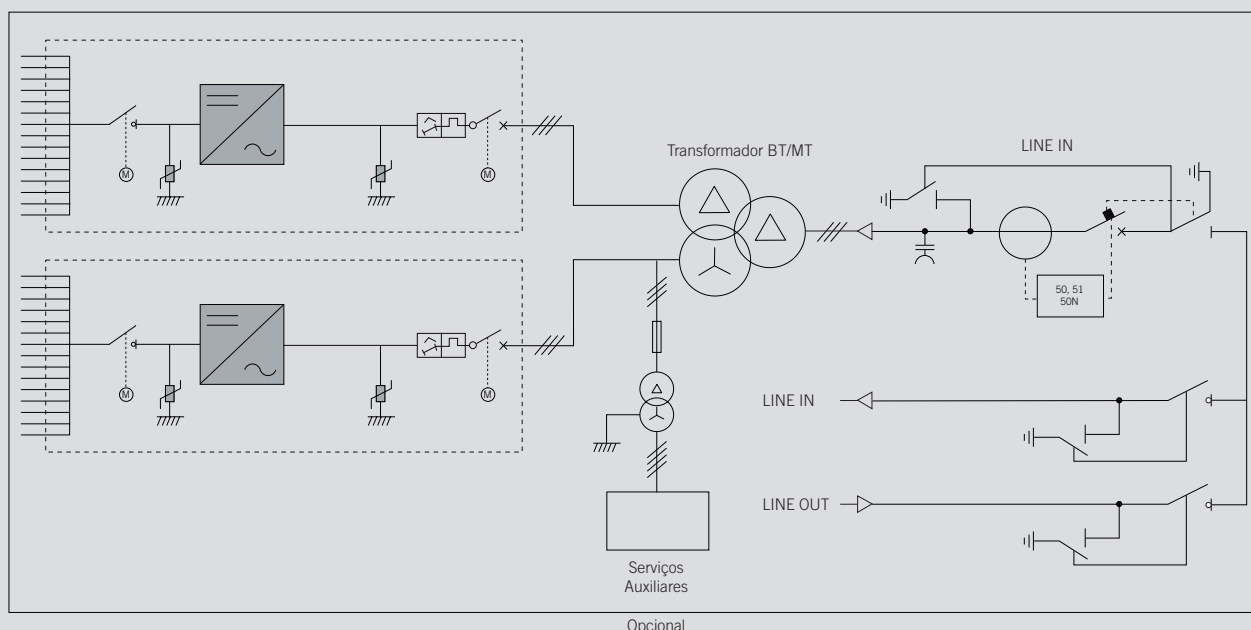 Transformador BT/MT
LINE IN
M
M
50, 51
50N
M
M
LINE IN
LINE OUT
Serviços
Auxiliares
Opcional